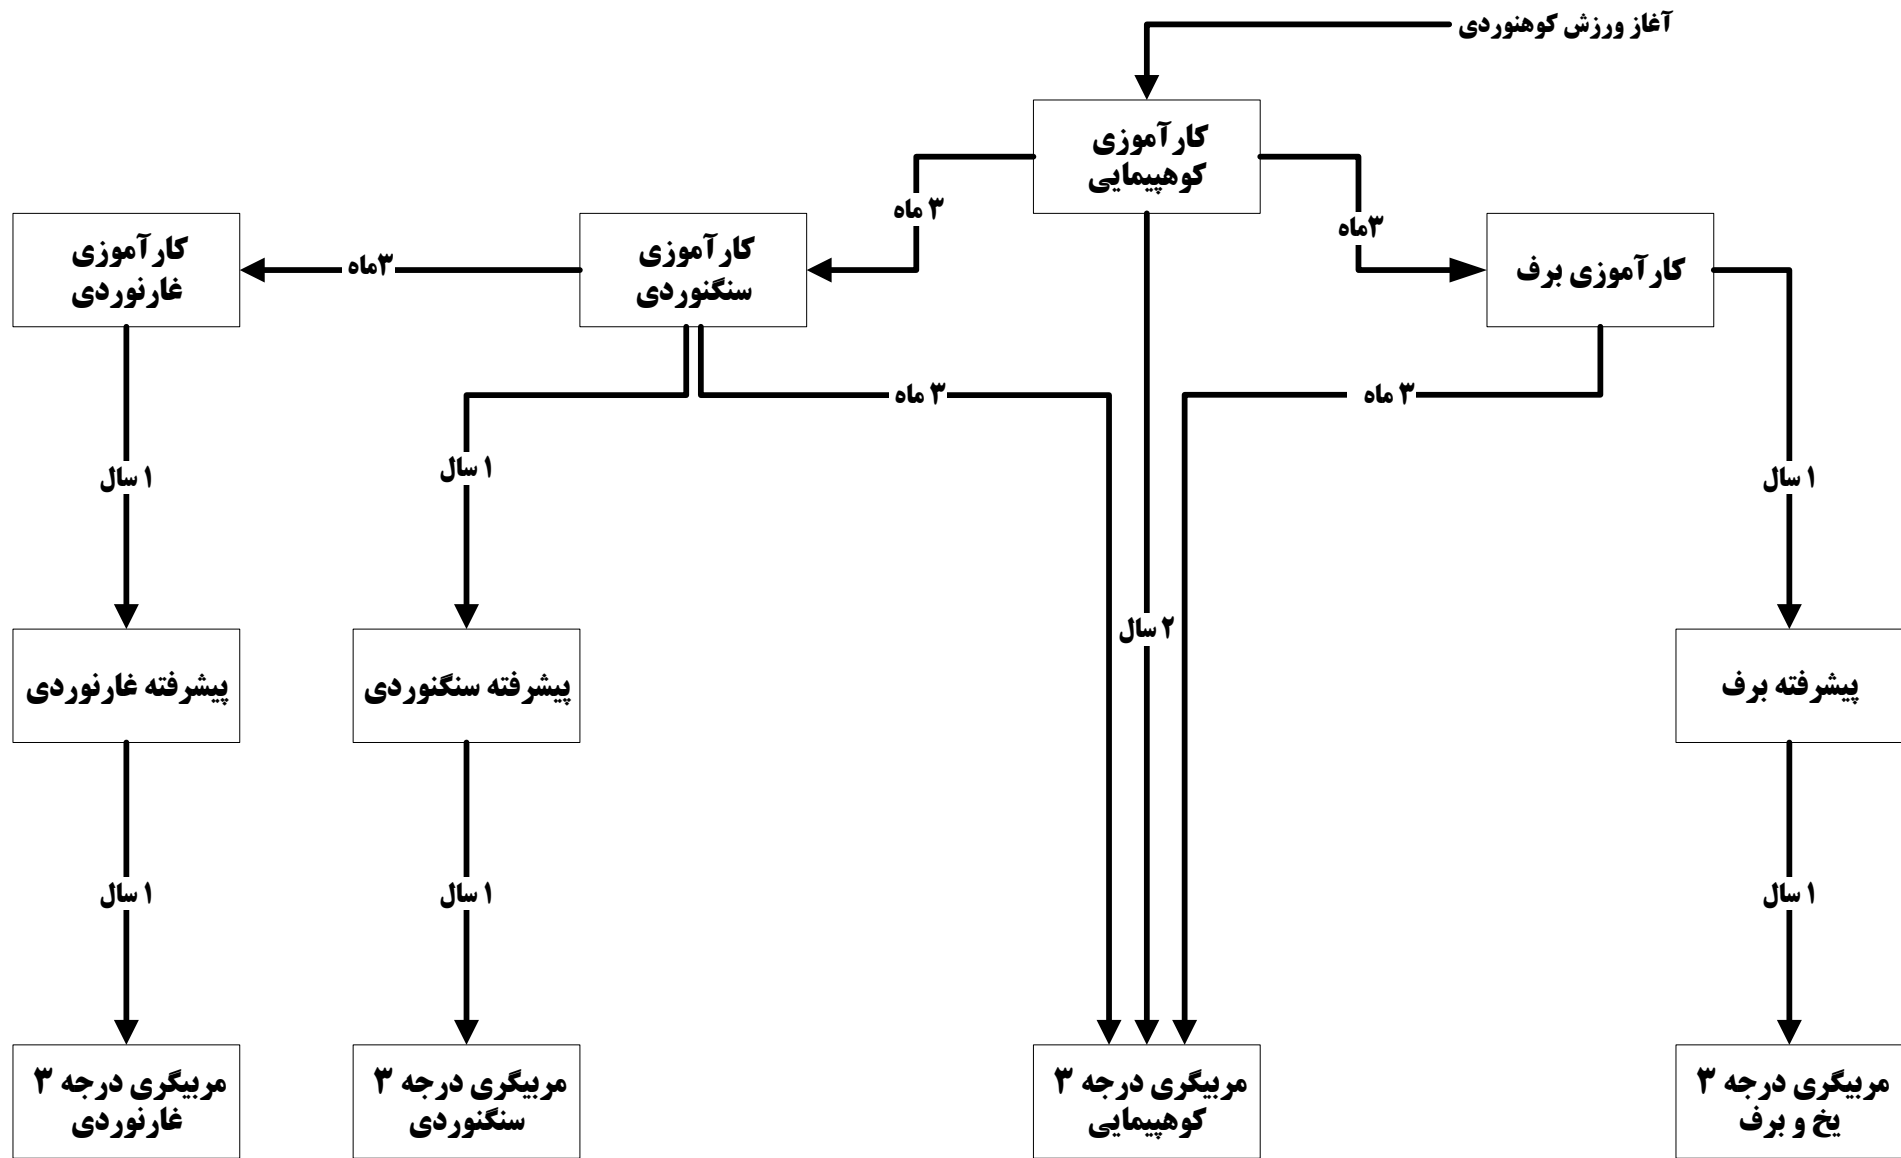 آغاز ورزش کوهنوردی
کارآموزی
کوهپیمایی
۳ ماه
۳ماه
کارآموزی برف
کارآموزی
سنگنوردی
۳ماه
کارآموزی
غارنوردی
۳ ماه
۳ ماه
۱ سال
۱ سال
۱ سال
۲ سال
پیشرفته برف
پیشرفته سنگنوردی
پیشرفته غارنوردی
۱ سال
۱ سال
۱ سال
مربیگری درجه ۳
یخ و برف
مربیگری درجه ۳
کوهپیمایی
مربیگری درجه ۳
سنگنوردی
مربیگری درجه ۳
غارنوردی